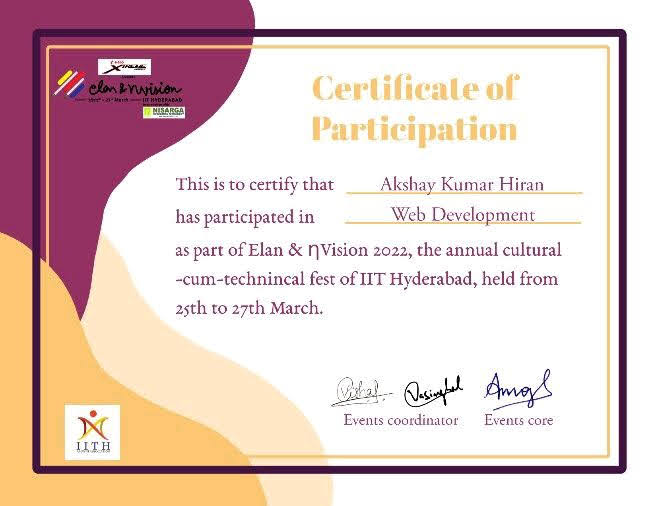 XTREME
elan & ηvision
25th - 27th March IIT HYDERABAD
NISARGA
Certificate of
Participation
This is to certify that Akshay Kumar Hiran
has participated in Web Development
as part of Elan & ηVision 2022, the annual cultural
-cum-technincal fest of IIT Hyderabad, held from
25th to 27th March.
Events coordinator Events core
IITH